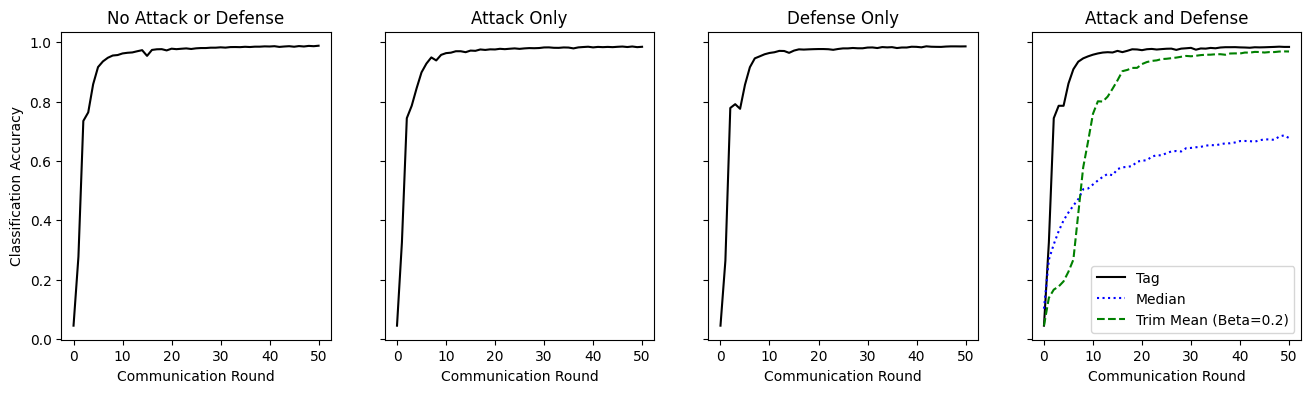 No Attack or Defense
Attack Only
Defense Only
Attack and Defense
Classification Accuracy
1.0
0.8
0.6
0.4
0.2
0.0
0 10 20 30 40 50
0 10 20 30 40 50
0 10 20 30 40 50
0 10 20 30 40 50
Tag
Median
Trim Mean (Beta=0.2)
Communication Round
Communication Round
Communication Round
Communication Round